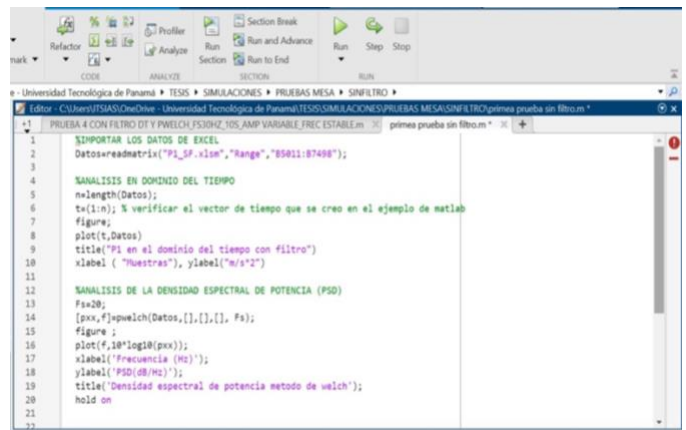 Profiler
Section Break
Refactor
Analyze
Run and Advance
Run Section
Run to End
Run Step Stop
CODE ANALYZE SECTION RUN
e - Universidad Tecnológica de Panamá ▸ TESIS ▸ SIMULACIONES ▸ PRUEBAS MESA ▸ SINFILTRO ▸
Editor - C:\Users\ITSIAS\OneDrive - Universidad Tecnológica de Panamá\TESIS\SIMULACIONES\PRUEBAS MESA\SINFILTRO\primea prueba sin filtro.m *
+1 PRUEBA 4 CON FILTRO DT Y PWELCH_FS30HZ_10S_AMP VARIABLE_FREC ESTABLE.m primea prueba sin filtro.m * +
1 %IMPORTAR LOS DATOS DE EXCEL
2 Datos=readmatrix("P1_SF.xlsm","Range","B5011:B7498");
3
4 %ANALISIS EN DOMINIO DEL TIEMPO
5 n=length(Datos);
6 t=(1:n); % verificar el vector de tiempo que se creo en el ejemplo de matlab
7 figure;
8 plot(t,Datos)
9 title("P1 en el dominio del tiempo con filtro")
10 xlabel ( "Muestras"), ylabel("m/s^2")
11
12 %ANALISIS DE LA DENSIDAD ESPECTRAL DE POTENCIA (PSD)
13 Fs=20;
14 [pxx,f]=pwelch(Datos,[],[],[], Fs);
15 figure ;
16 plot(f,10*log10(pxx));
17 xlabel('Frecuencia (Hz)');
18 ylabel('PSD(dB/Hz)');
19 title('Densidad espectral de potencia metodo de welch');
20 hold on
21
22